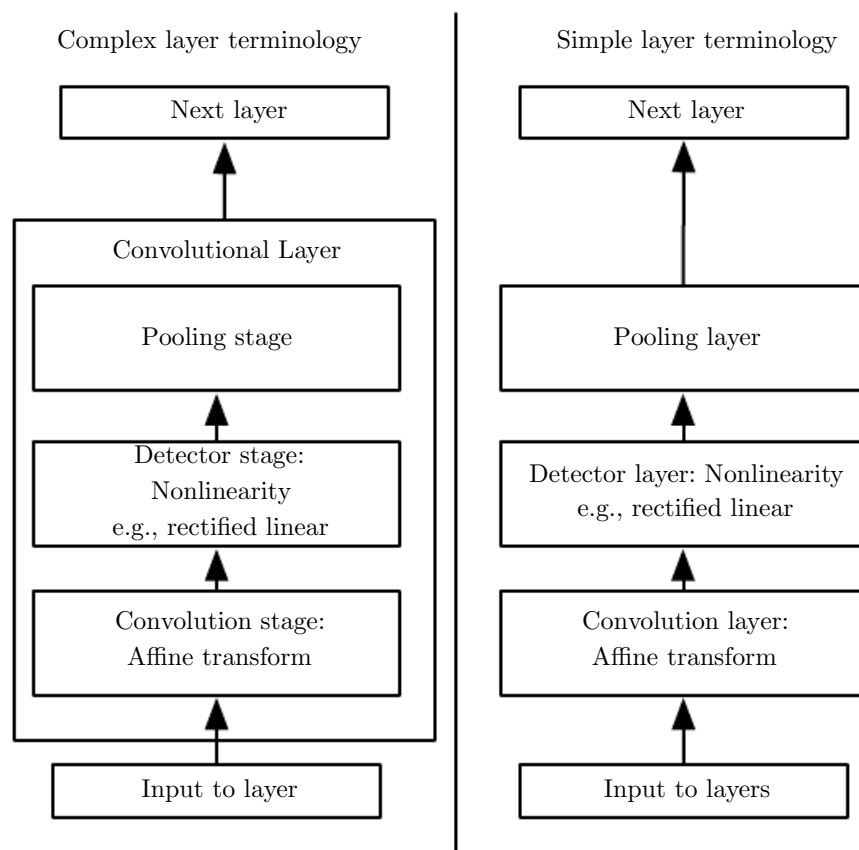 Complex layer terminology
Next layer
Convolutional Layer
Pooling stage
Detector stage:
Nonlinearity
e.g., rectified linear
Convolution stage:
Affine transform
Input to layer
Simple layer terminology
Next layer
Pooling layer
Detector layer: Nonlinearity
e.g., rectified linear
Convolution layer:
Affine transform
Input to layers